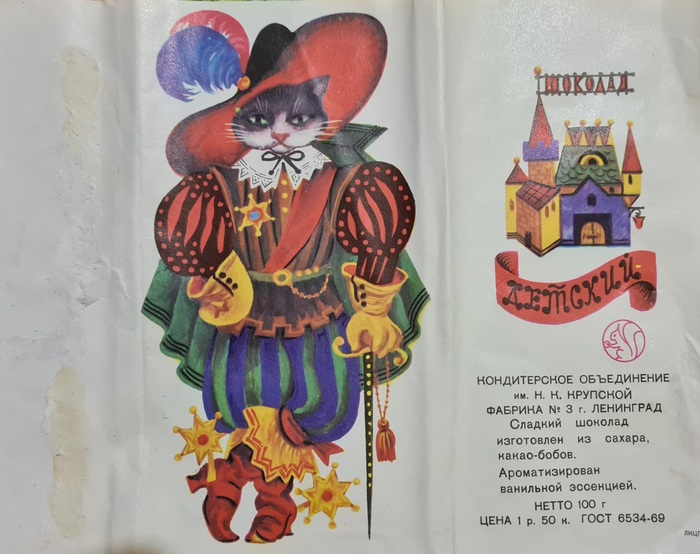 ШОКОЛАД
ДЕТСКИЙ
КОНДИТЕРСКОЕ ОБЪЕДИНЕНИЕ
им. Н. К. КРУПСКОЙ
ФАБРИКА № 3 г. ЛЕНИНГРАД
Сладкий шоколад
изготовлен из сахара,
какао-бобов.
Ароматизирован
ванильной эссенцией.
НЕТТО 100 г
ЦЕНА 1 р. 50 к. ГОСТ 6534-69